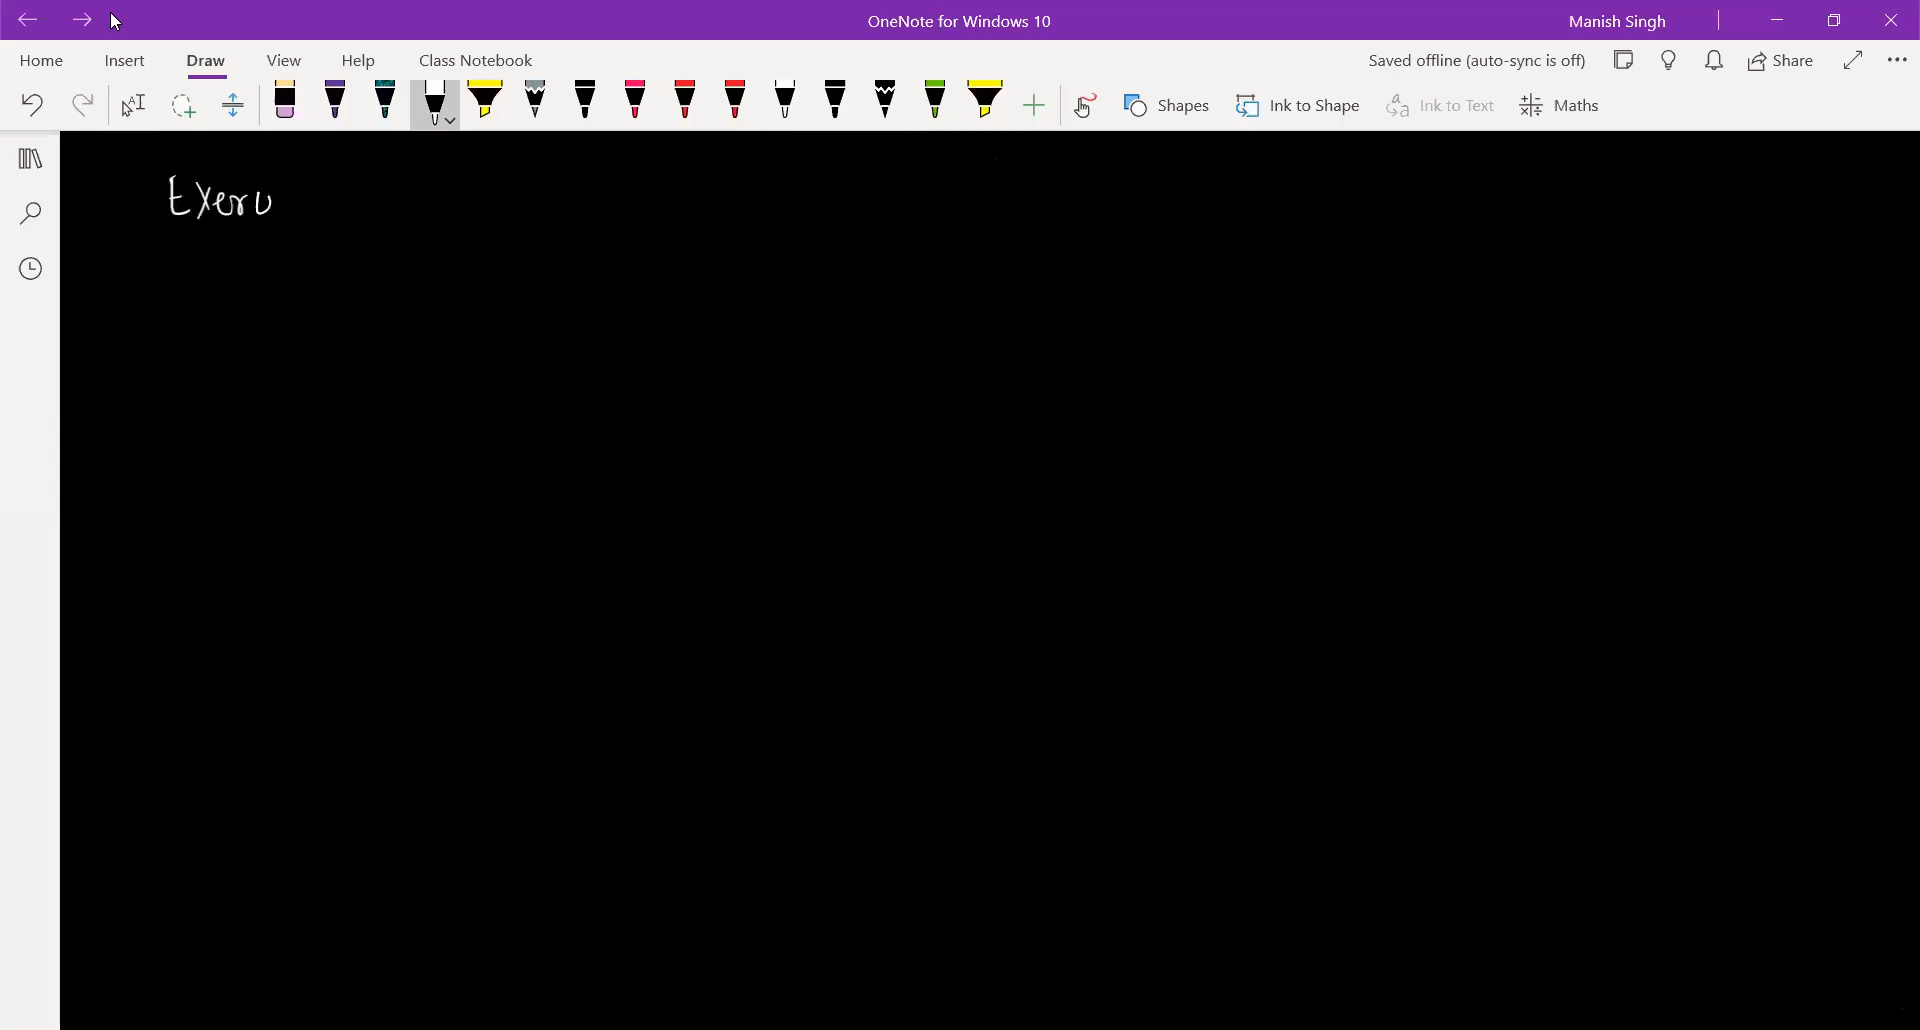 OneNote for Windows 10 Manish Singh
Home Insert Draw View Help Class Notebook Saved offline (auto-sync is off) Share
Shapes Ink to Shape Ink to Text Maths
Exeru